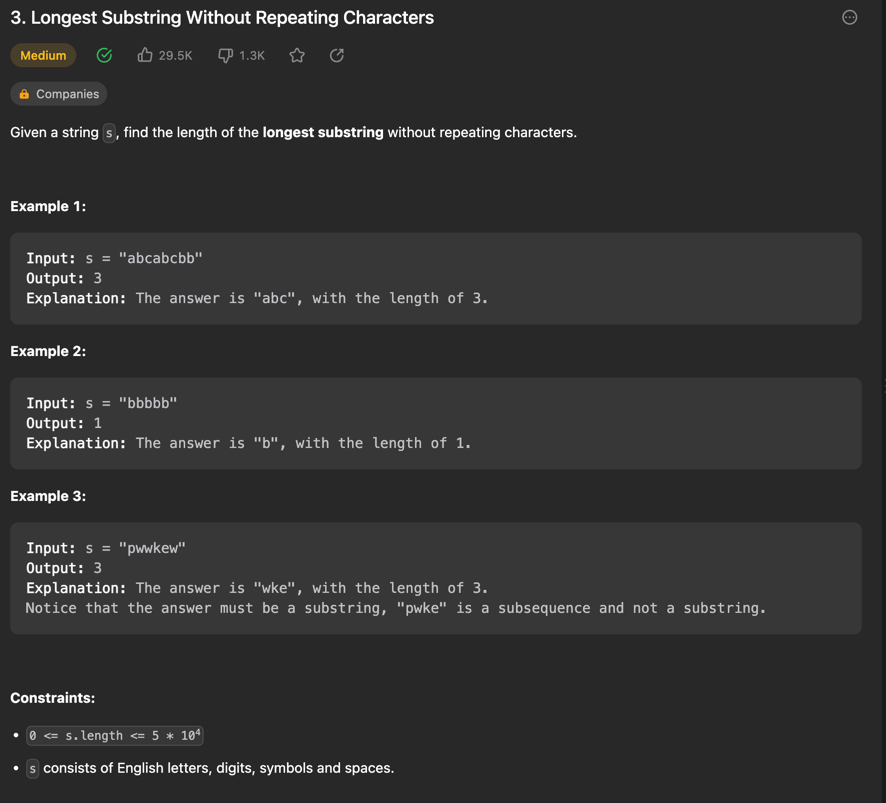 3. Longest Substring Without Repeating Characters
Medium 29.5K 1.3K
Companies
Given a string s, find the length of the longest substring without repeating characters.
Example 1:
Input: s = "abcabcbb"
Output: 3
Explanation: The answer is "abc", with the length of 3.
Example 2:
Input: s = "bbbbb"
Output: 1
Explanation: The answer is "b", with the length of 1.
Example 3:
Input: s = "pwwkew"
Output: 3
Explanation: The answer is "wke", with the length of 3.
Notice that the answer must be a substring, "pwke" is a subsequence and not a substring.
Constraints:
• 0 <= s.length <= 5 * 10⁴
• s consists of English letters, digits, symbols and spaces.